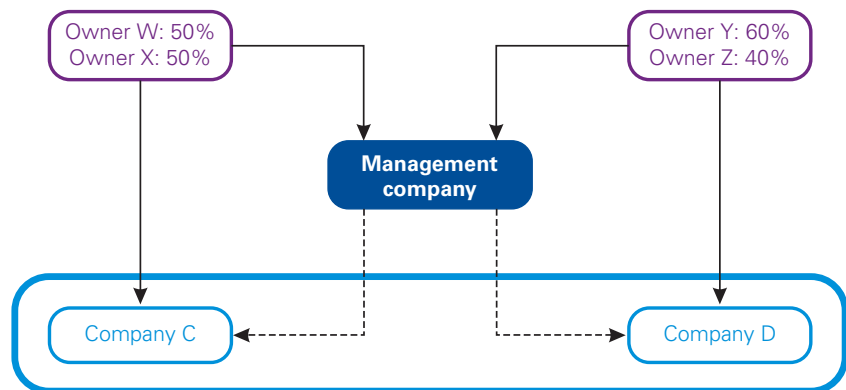 Owner W: 50%
Owner X: 50%
Owner Y: 60%
Owner Z: 40%
Management
company
Company C
Company D